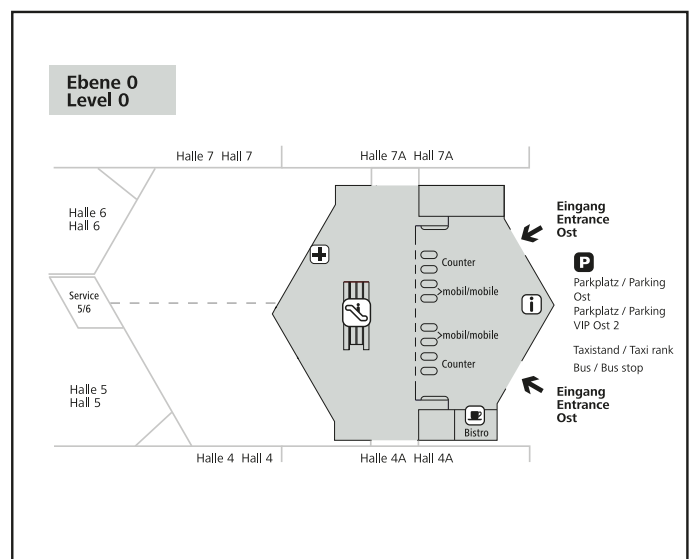 Ebene 0
Level 0
Halle 7 Hall 7
Halle 7A Hall 7A
Halle 6
Hall 6
Eingang
Entrance
Ost
Counter
P
Parkplatz / Parking
Ost
Parkplatz / Parking
VIP Ost 2
Service
5/6
>mobil/mobile
i
>mobil/mobile
Taxistand / Taxi rank
Bus / Bus stop
Counter
Halle 5
Hall 5
Eingang
Entrance
Ost
Bistro
Halle 4 Hall 4
Halle 4A Hall 4A